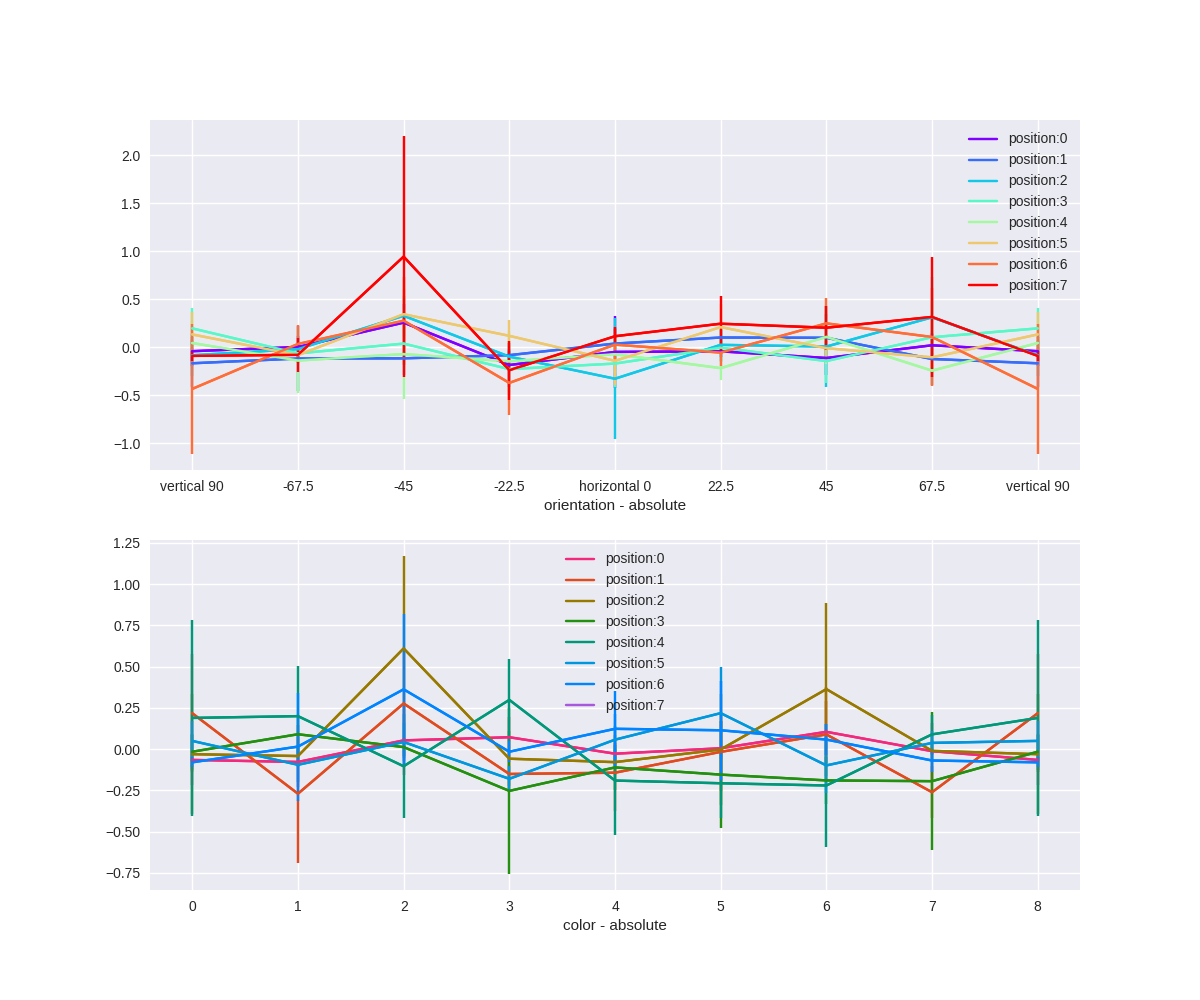 2.0
1.5
1.0
0.5
0.0
−0.5
−1.0
position:0
position:1
position:2
position:3
position:4
position:5
position:6
position:7
vertical 90 -67.5 -45 -22.5 horizontal 0 22.5 45 67.5 vertical 90
orientation - absolute
1.25
1.00
0.75
0.50
0.25
0.00
−0.25
−0.50
−0.75
position:0
position:1
position:2
position:3
position:4
position:5
position:6
position:7
0 1 2 3 4 5 6 7 8
color - absolute